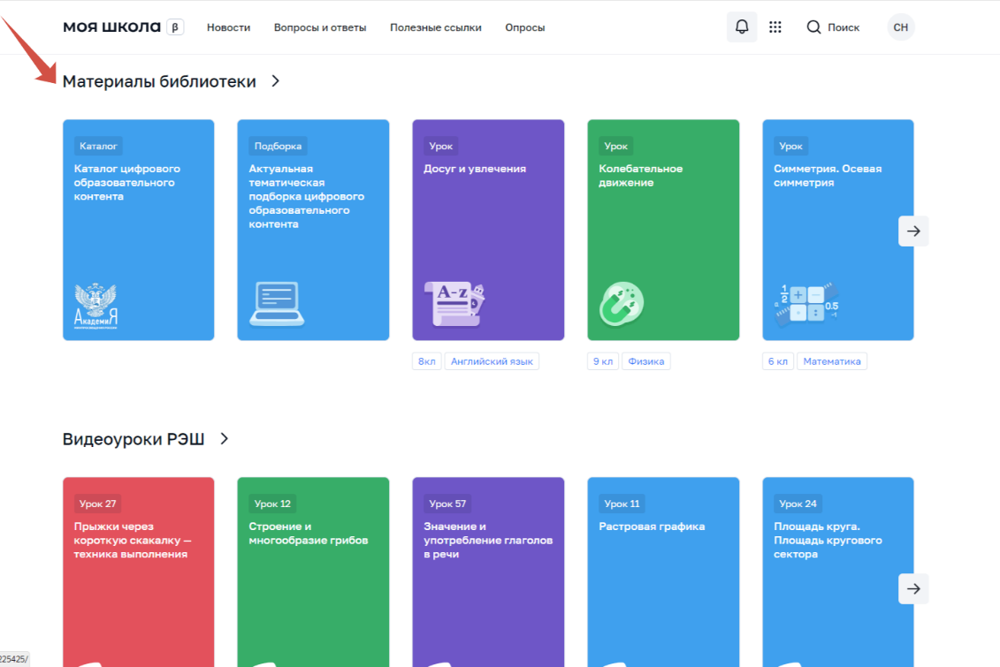 МОЯ ШКОЛА β Новости Вопросы и ответы Полезные ссылки Опросы Поиск СН
Материалы библиотеки
Каталог
Каталог цифрового
образовательного
контента
Академия
Подборка
Актуальная
тематическая
подборка цифрового
образовательного
контента
Урок
Досуг и увлечения
A-z
8кл Английский язык
Урок
Колебательное
движение
9 кл Физика
Урок
Симметрия. Осевая
симметрия
1/2 + −
0.5
6 кл Математика
Видеоуроки РЭШ
Урок 27
Прыжки через
короткую скакалку —
техника выполнения
Урок 12
Строение и
многообразие грибов
Урок 57
Значение и
употребление глаголов
в речи
Урок 11
Растровая графика
Урок 24
Площадь круга.
Площадь кругового
сектора
225425/